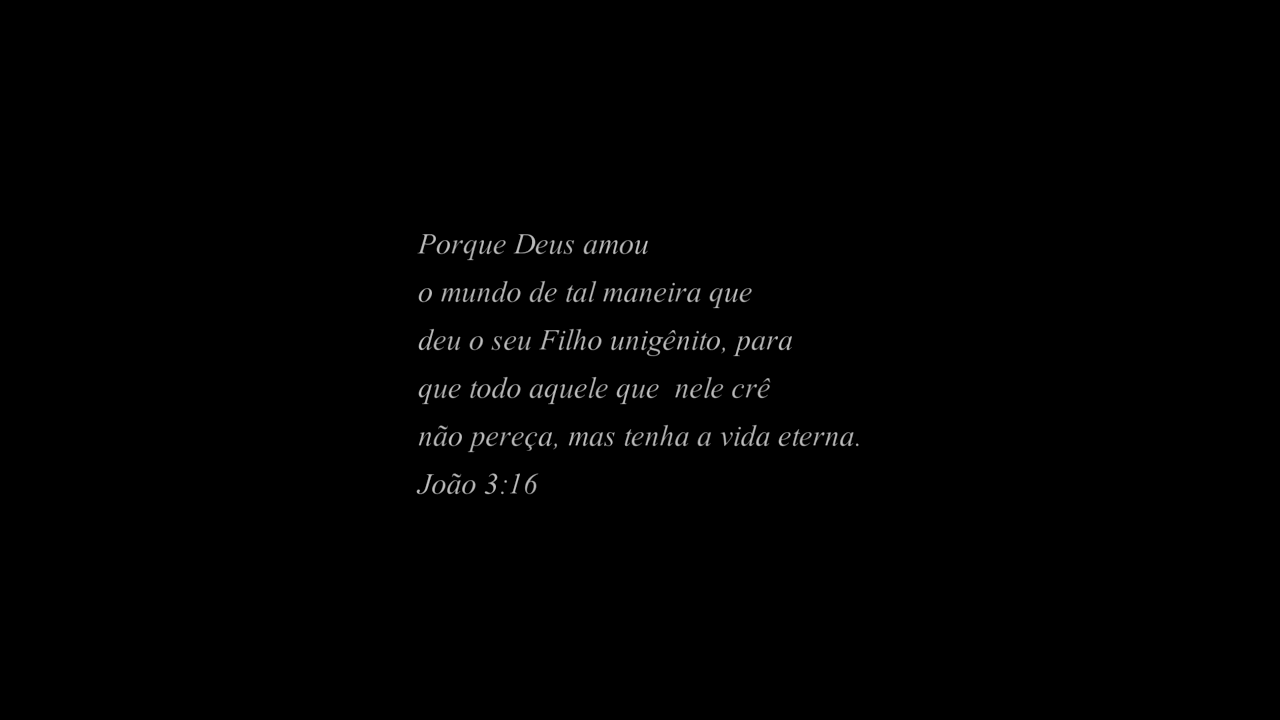 Porque Deus amou
o mundo de tal maneira que
deu o seu Filho unigênito, para
que todo aquele que  nele crê
não pereça, mas tenha a vida eterna.
João 3:16